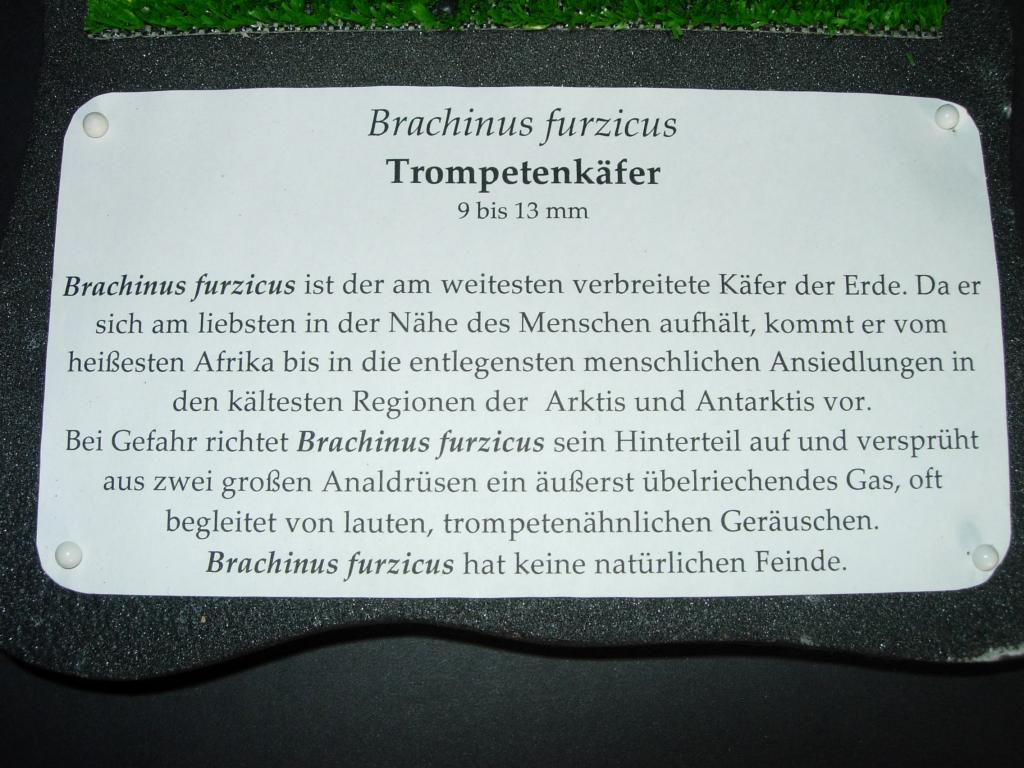 Brachinus furzicus
Trompetenkäfer
9 bis 13 mm
Brachinus furzicus ist der am weitesten verbreitete Käfer der Erde. Da er
sich am liebsten in der Nähe des Menschen aufhält, kommt er vom
heißesten Afrika bis in die entlegensten menschlichen Ansiedlungen in
den kältesten Regionen der Arktis und Antarktis vor.
Bei Gefahr richtet Brachinus furzicus sein Hinterteil auf und versprüht
aus zwei großen Analdrüsen ein äußerst übelriechendes Gas, oft
begleitet von lauten, trompetenähnlichen Geräuschen.
Brachinus furzicus hat keine natürlichen Feinde.